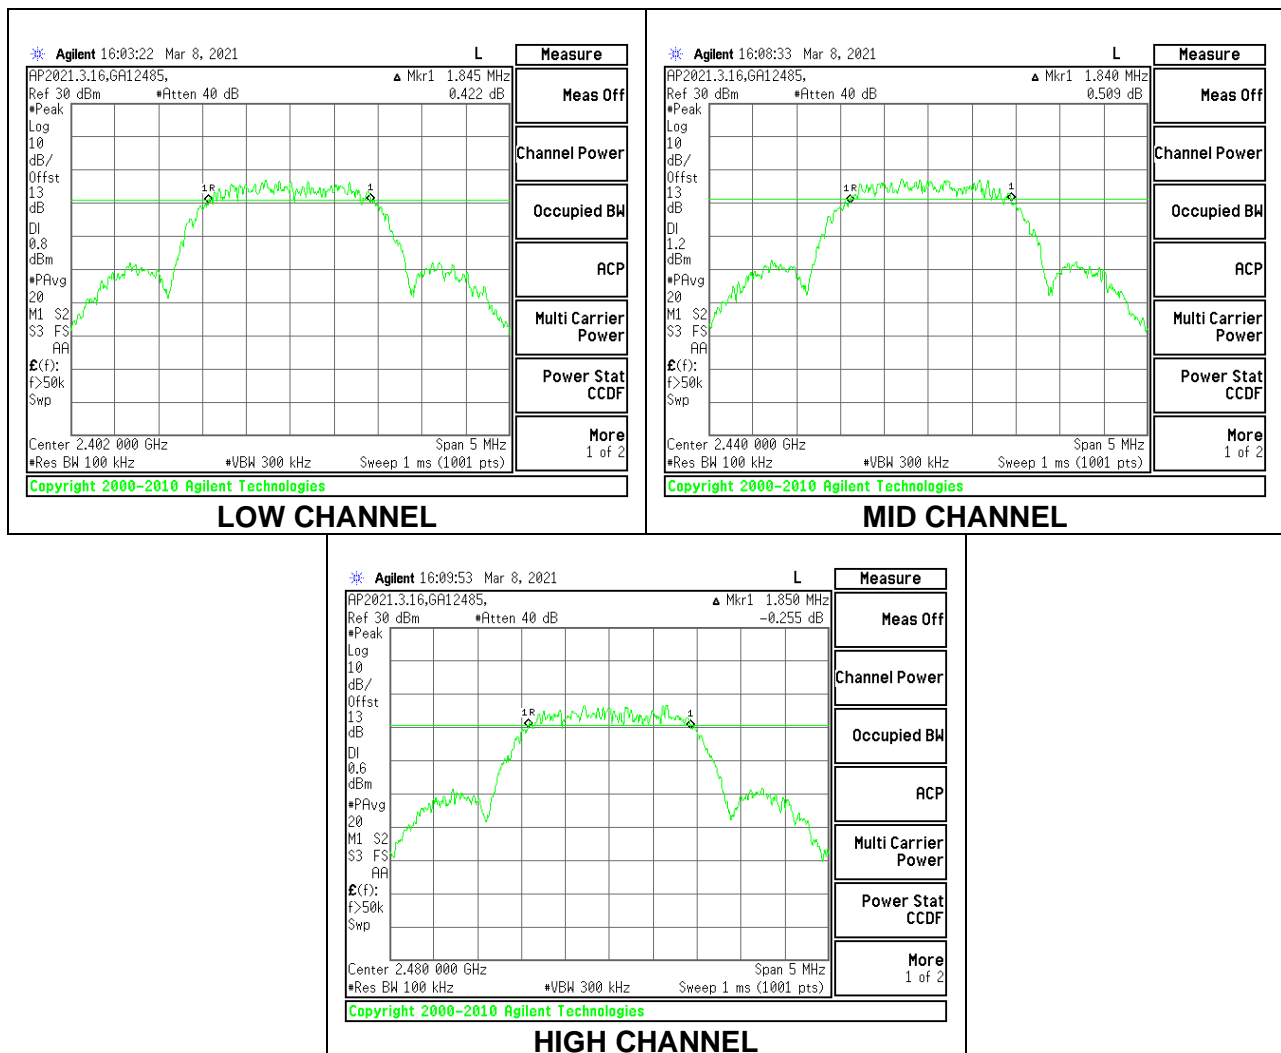 Agilent 16:03:22 Mar 8, 2021 L
Measure
AP2021.3.16,GA12485, Δ Mkr1 1.845 MHz
Ref 30 dBm #Atten 40 dB 0.422 dB
#Peak
Log
10
dB/
Offst
13
dB
DI
0.8
dBm
#PAvg
20
M1 S2
S3 FS
AA
£(f):
f>50k
Swp
1R
1
Center 2.402 000 GHz Span 5 MHz
#Res BW 100 kHz #VBW 300 kHz Sweep 1 ms (1001 pts)
Copyright 2000-2010 Agilent Technologies
Meas Off
Channel Power
Occupied BW
ACP
Multi Carrier
Power
Power Stat
CCDF
More
1 of 2
LOW CHANNEL
Agilent 16:08:33 Mar 8, 2021 L
Measure
AP2021.3.16,GA12485, Δ Mkr1 1.840 MHz
Ref 30 dBm #Atten 40 dB 0.509 dB
#Peak
Log
10
dB/
Offst
13
dB
DI
1.2
dBm
#PAvg
20
M1 S2
S3 FS
AA
£(f):
f>50k
Swp
1R
1
Center 2.440 000 GHz Span 5 MHz
#Res BW 100 kHz #VBW 300 kHz Sweep 1 ms (1001 pts)
Copyright 2000-2010 Agilent Technologies
Meas Off
Channel Power
Occupied BW
ACP
Multi Carrier
Power
Power Stat
CCDF
More
1 of 2
MID CHANNEL
Agilent 16:09:53 Mar 8, 2021 L
Measure
AP2021.3.16,GA12485, Δ Mkr1 1.850 MHz
Ref 30 dBm #Atten 40 dB -0.255 dB
#Peak
Log
10
dB/
Offst
13
dB
DI
0.6
dBm
#PAvg
20
M1 S2
S3 FS
AA
£(f):
f>50k
Swp
1R
1
Center 2.480 000 GHz Span 5 MHz
#Res BW 100 kHz #VBW 300 kHz Sweep 1 ms (1001 pts)
Copyright 2000-2010 Agilent Technologies
Meas Off
Channel Power
Occupied BW
ACP
Multi Carrier
Power
Power Stat
CCDF
More
1 of 2
HIGH CHANNEL